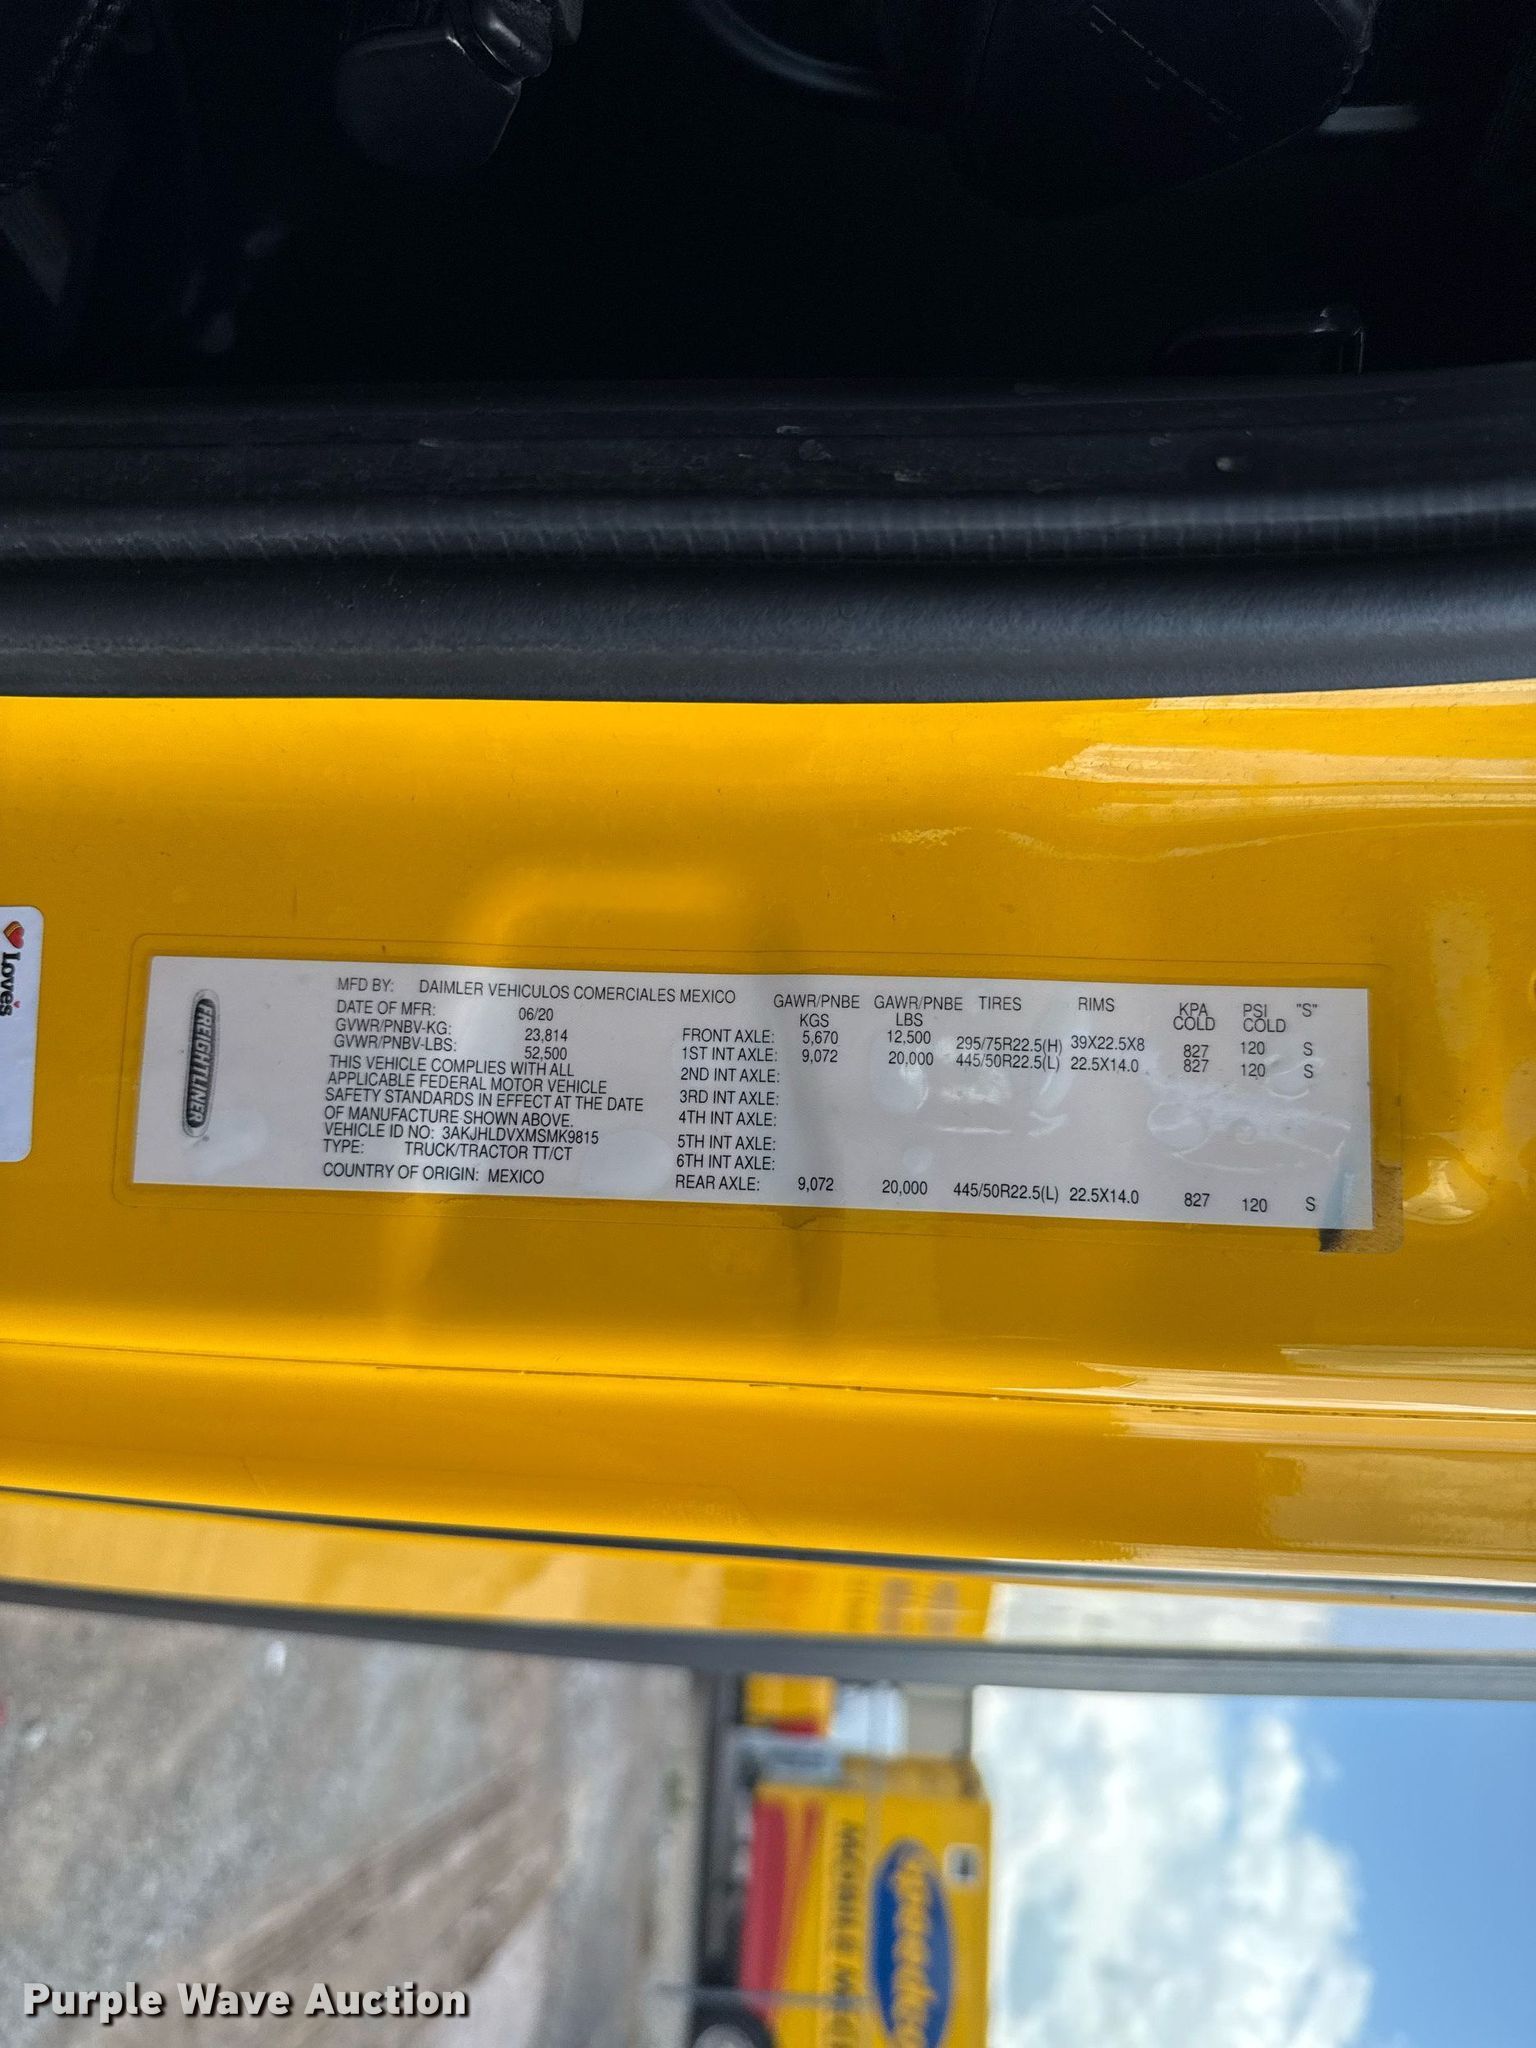 Love's
FREIGHTLINER
MFD BY: DAIMLER VEHICULOS COMERCIALES MEXICO
DATE OF MFR: 06/20
GVWR/PNBV-KG: 23,814
GVWR/PNBV-LBS: 52,500
THIS VEHICLE COMPLIES WITH ALL
APPLICABLE FEDERAL MOTOR VEHICLE
SAFETY STANDARDS IN EFFECT AT THE DATE
OF MANUFACTURE SHOWN ABOVE.
VEHICLE ID NO: 3AKJHLDVXMSMK9815
TYPE: TRUCK/TRACTOR TT/CT
COUNTRY OF ORIGIN: MEXICO
GAWR/PNBE GAWR/PNBE TIRES RIMS KPA PSI "S"
KGS LBS COLD COLD
FRONT AXLE: 5,670 12,500 295/75R22.5(H) 39X22.5X8 827 120 S
1ST INT AXLE: 9,072 20,000 445/50R22.5(L) 22.5X14.0 827 120 S
2ND INT AXLE:
3RD INT AXLE:
4TH INT AXLE:
5TH INT AXLE:
6TH INT AXLE:
REAR AXLE: 9,072 20,000 445/50R22.5(L) 22.5X14.0 827 120 S
Purple Wave Auction